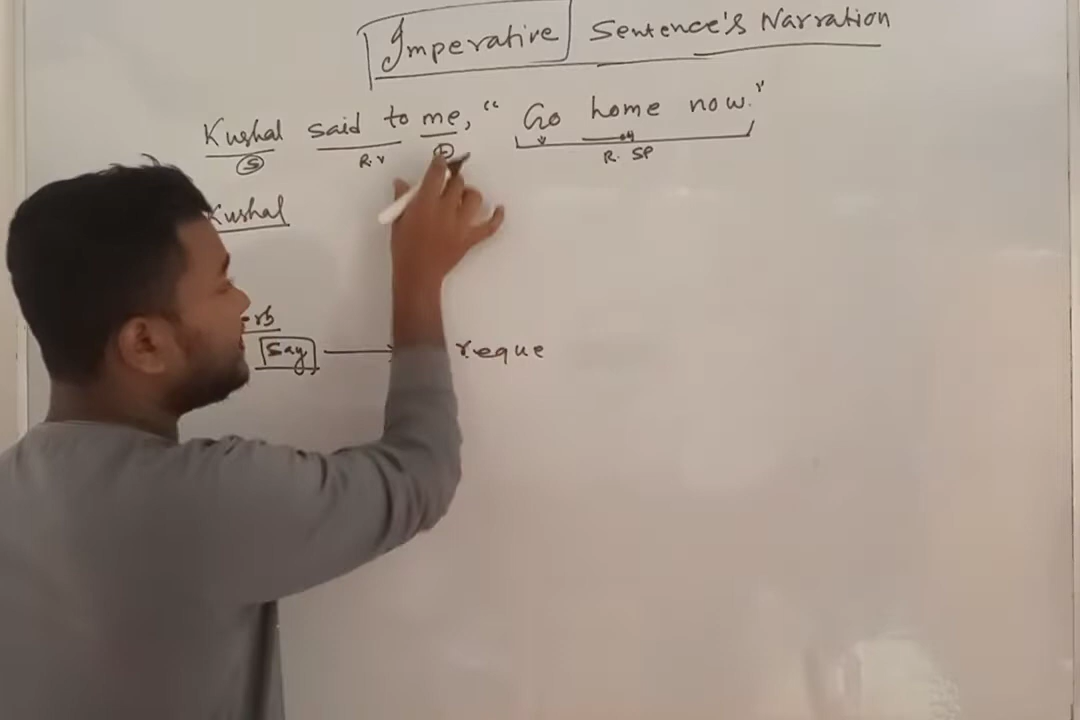 Imperative Sentence's Narration
Kushal said to me, " Go home now."
S R.V R. SP
Kushal
say reque